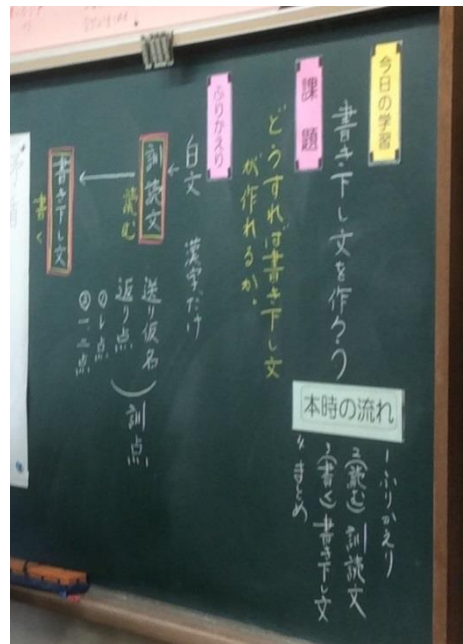 今日の学習
書き下し文を作ろう
本時の流れ
1 ふりかえり
2(読む) 訓読文
3(書く) 書き下し文
4 まとめ
課題
どうすれば書き下し文
が作れるか。
ふりかえり
白文 漢字だけ
訓読文
読む
送り仮名
返り点
訓点
①レ点
②一、二点
書き下し文
書く
矛盾